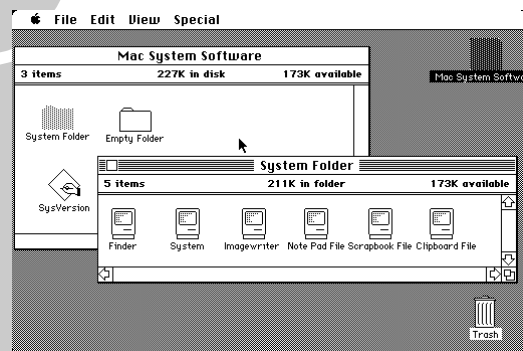 File Edit View Special
Mac System Software
3 items 227K in disk 173K available
System Folder Empty Folder
SysVersion
Mac System Softwa
System Folder
5 items 211K in folder 173K available
Finder System Imagewriter Note Pad File Scrapbook File Clipboard File
Trash